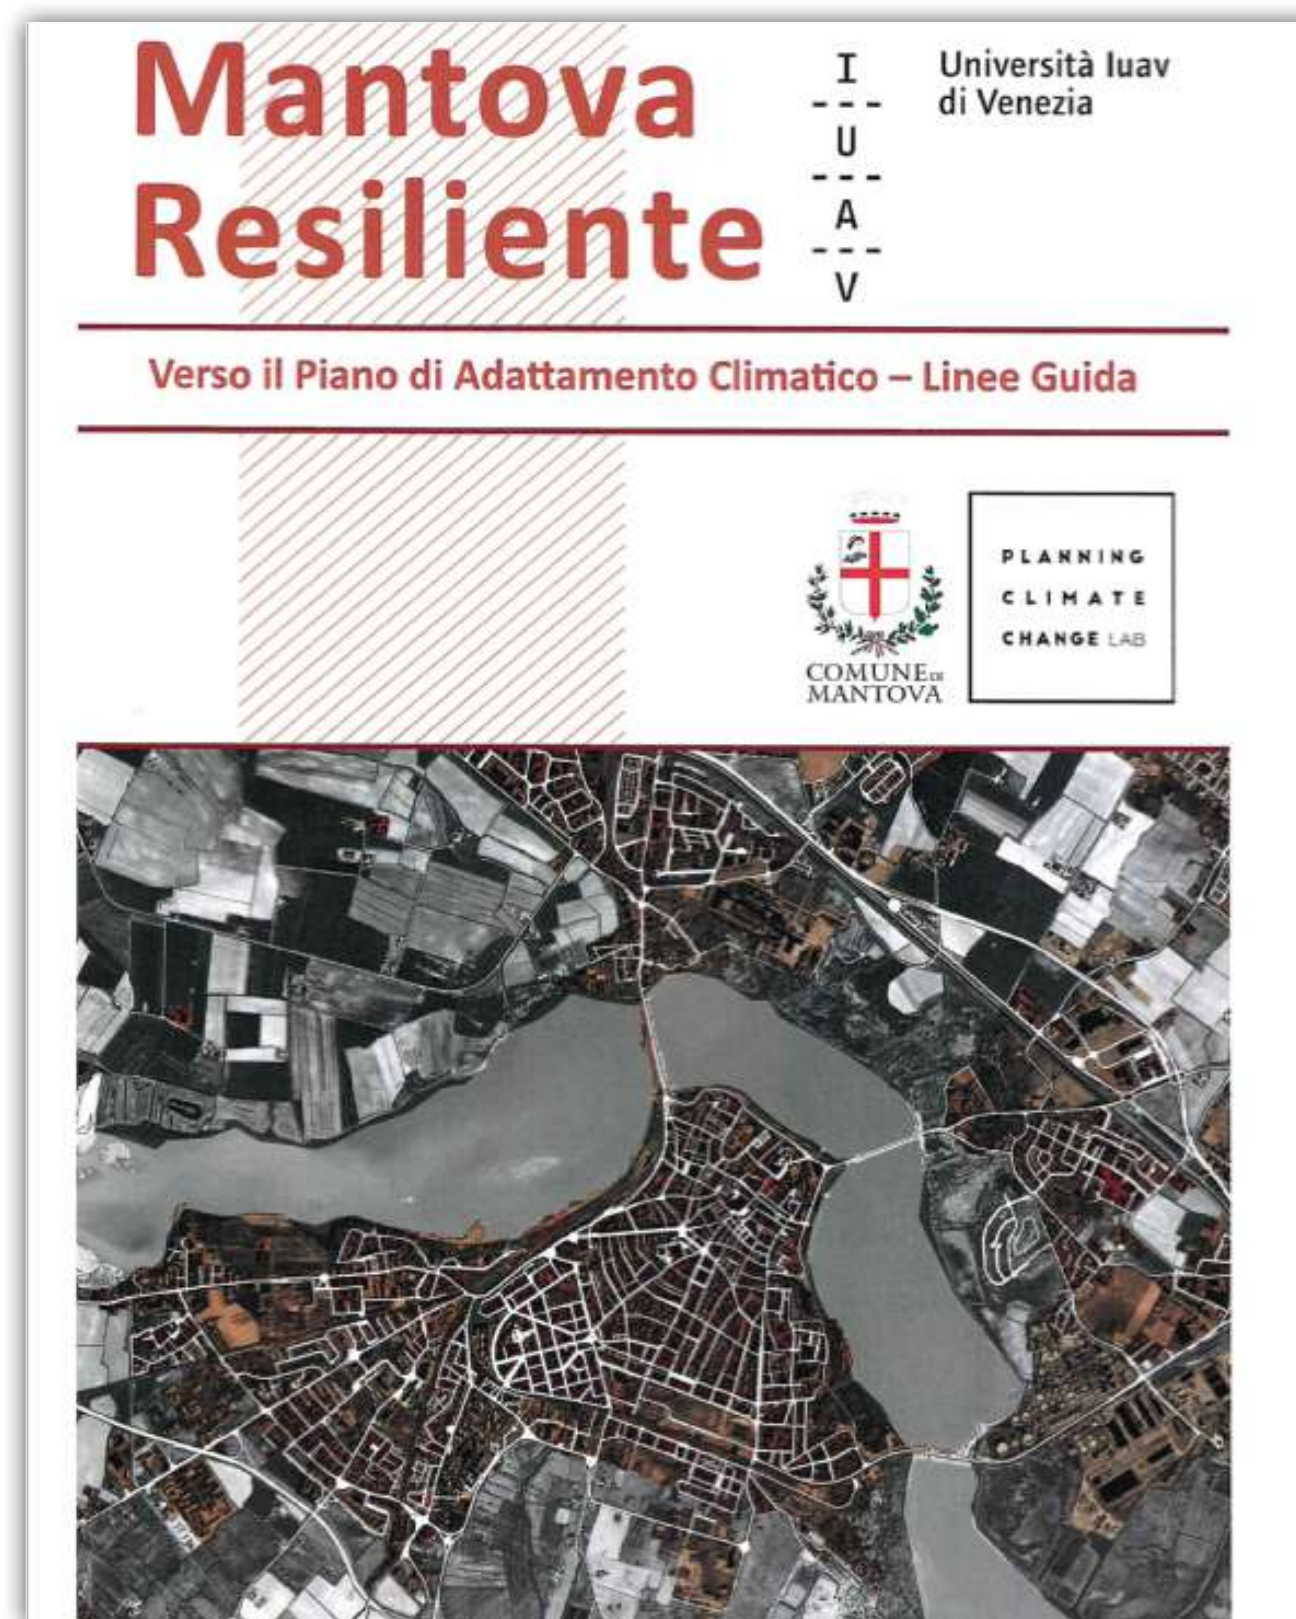 Mantova
Resiliente
I
U
A
V
Università Iuav
di Venezia
Verso il Piano di Adattamento Climatico – Linee Guida
COMUNE DI
MANTOVA
PLANNING
CLIMATE
CHANGE LAB